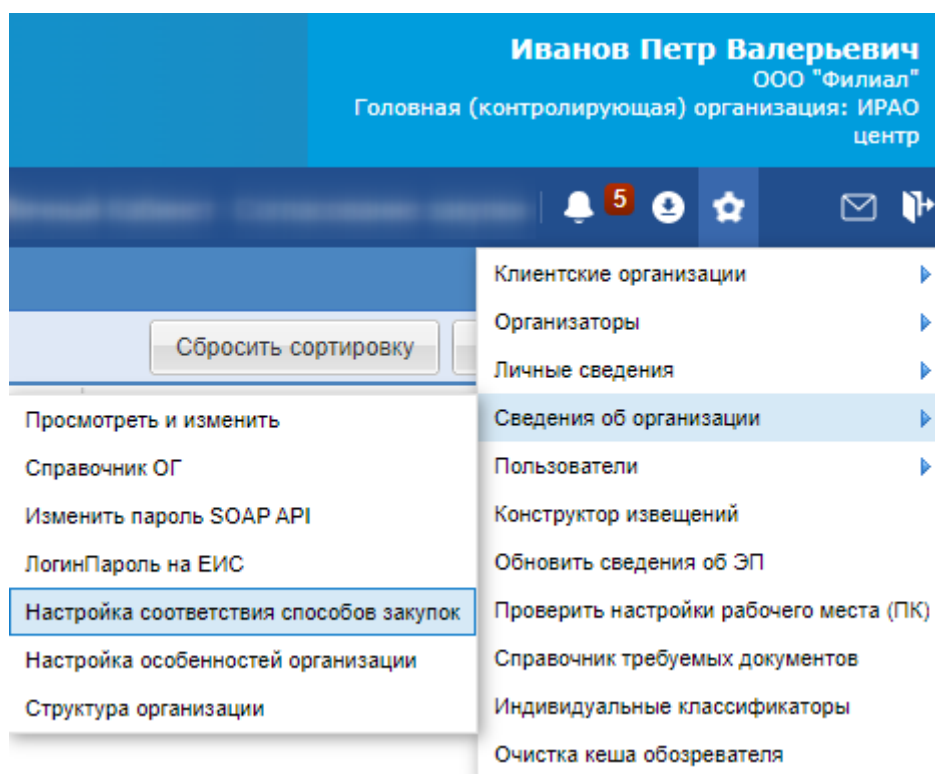 Иванов Петр Валерьевич
ООО "Филиал"
Головная (контролирующая) организация: ИРАО
центр
5
Сбросить сортировку
Клиентские организации
Организаторы
Личные сведения
Сведения об организации
Пользователи
Конструктор извещений
Обновить сведения об ЭП
Проверить настройки рабочего места (ПК)
Справочник требуемых документов
Индивидуальные классификаторы
Очистка кеша обозревателя
Просмотреть и изменить
Справочник ОГ
Изменить пароль SOAP API
ЛогинПароль на ЕИС
Настройка соответствия способов закупок
Настройка особенностей организации
Структура организации